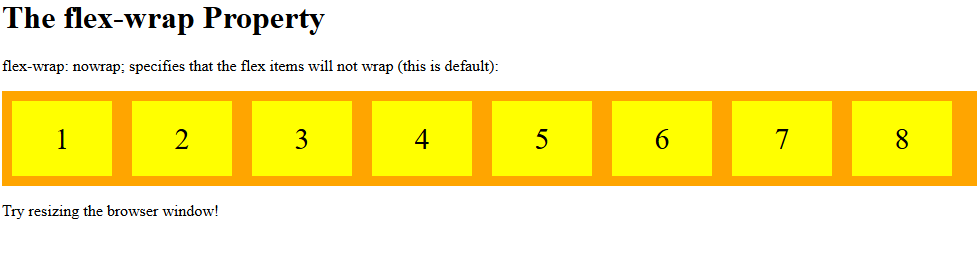 The flex-wrap Property
flex-wrap: nowrap; specifies that the flex items will not wrap (this is default):
1 2 3 4 5 6 7 8
Try resizing the browser window!